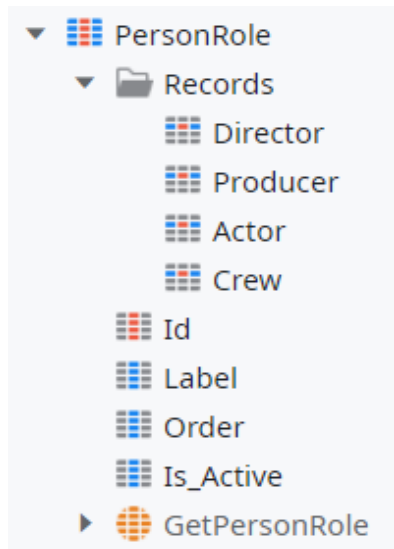 PersonRole
Records
Director
Producer
Actor
Crew
Id
Label
Order
Is_Active
GetPersonRole